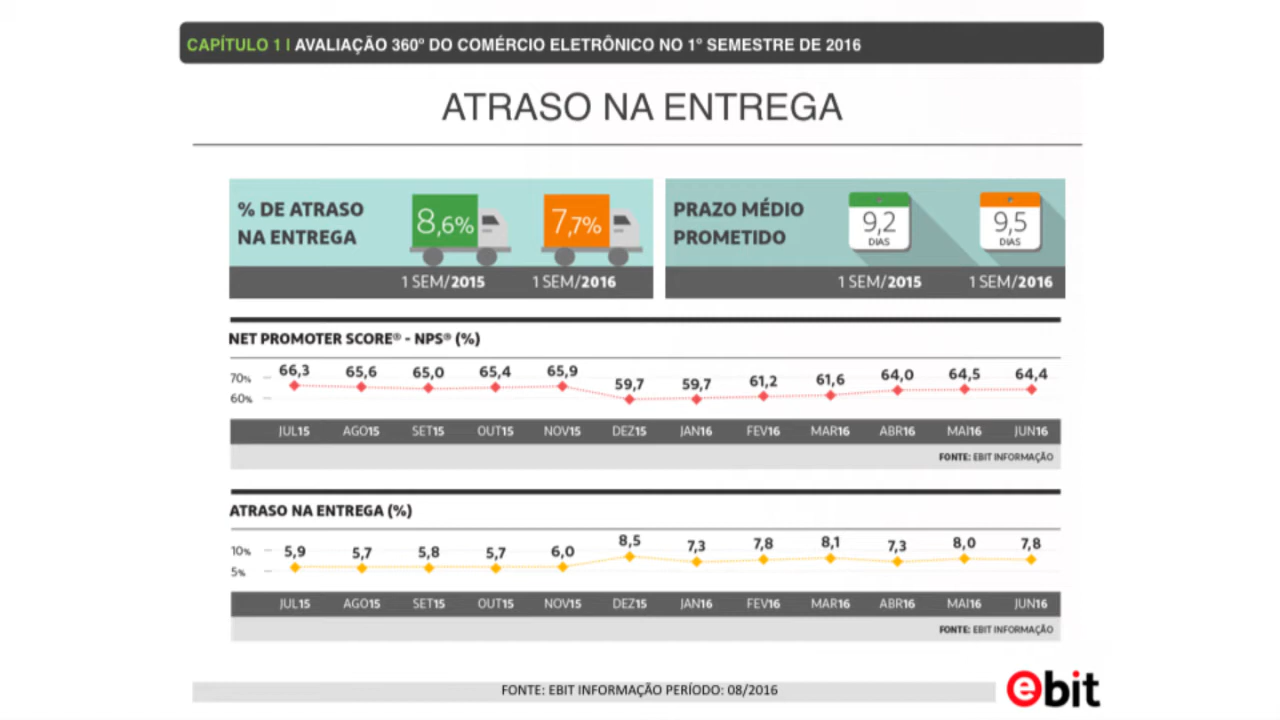 CAPÍTULO 1 I AVALIAÇÃO 360º DO COMÉRCIO ELETRÔNICO NO 1º SEMESTRE DE 2016
ATRASO NA ENTREGA
% DE ATRASO
NA ENTREGA
8,6%
7,7%
1 SEM/2015
1 SEM/2016
PRAZO MÉDIO
PROMETIDO
9,2
DIAS
9,5
DIAS
1 SEM/2015
1 SEM/2016
NET PROMOTER SCORE® - NPS® (%)
70%
60%
66,3 65,6 65,0 65,4 65,9 59,7 59,7 61,2 61,6 64,0 64,5 64,4
JUL15 AGO15 SET15 OUT15 NOV15 DEZ15 JAN16 FEV16 MAR16 ABR16 MAI16 JUN16
FONTE: EBIT INFORMAÇÃO
ATRASO NA ENTREGA (%)
10%
5%
5,9 5,7 5,8 5,7 6,0 8,5 7,3 7,8 8,1 7,3 8,0 7,8
JUL15 AGO15 SET15 OUT15 NOV15 DEZ15 JAN16 FEV16 MAR16 ABR16 MAI16 JUN16
FONTE: EBIT INFORMAÇÃO
FONTE: EBIT INFORMAÇÃO PERÍODO: 08/2016
ebit